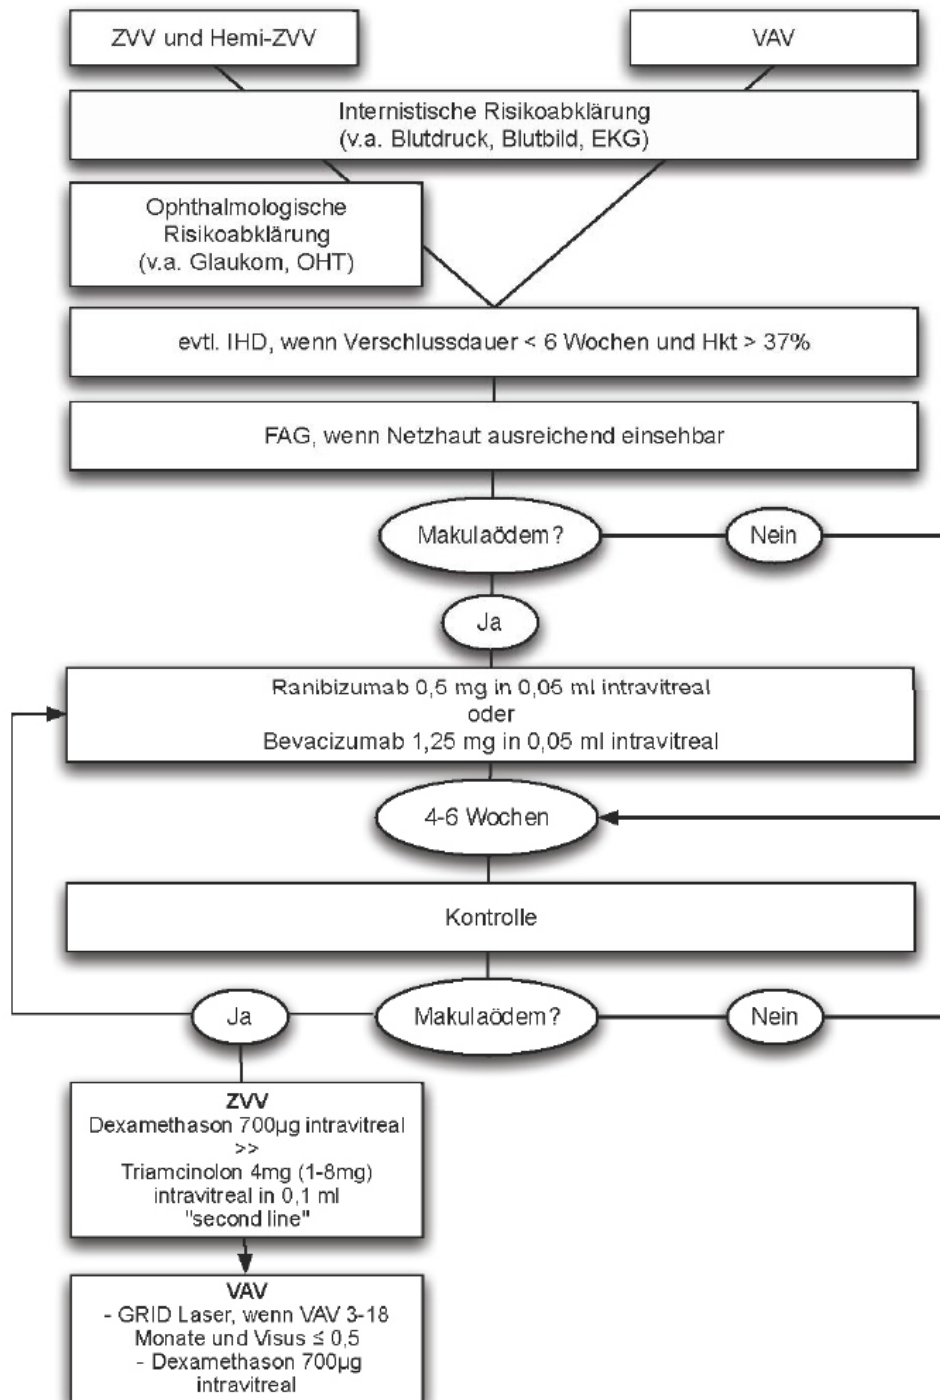 ZVV und Hemi-ZVV
VAV
Internistische Risikoabklärung
(v.a. Blutdruck, Blutbild, EKG)
Ophthalmologische
Risikoabklärung
(v.a. Glaukom, OHT)
evtl. IHD, wenn Verschlussdauer < 6 Wochen und Hkt > 37%
FAG, wenn Netzhaut ausreichend einsehbar
Makulaödem?
Nein
Ja
Ranibizumab 0,5 mg in 0,05 ml intravitreal
oder
Bevacizumab 1,25 mg in 0,05 ml intravitreal
4-6 Wochen
Kontrolle
Ja
Makulaödem?
Nein
ZVV
Dexamethason 700µg intravitreal
>>
Triamcinolon 4mg (1-8mg)
intravitreal in 0,1 ml
"second line"
VAV
- GRID Laser, wenn VAV 3-18
Monate und Visus ≤ 0,5
- Dexamethason 700µg
intravitreal